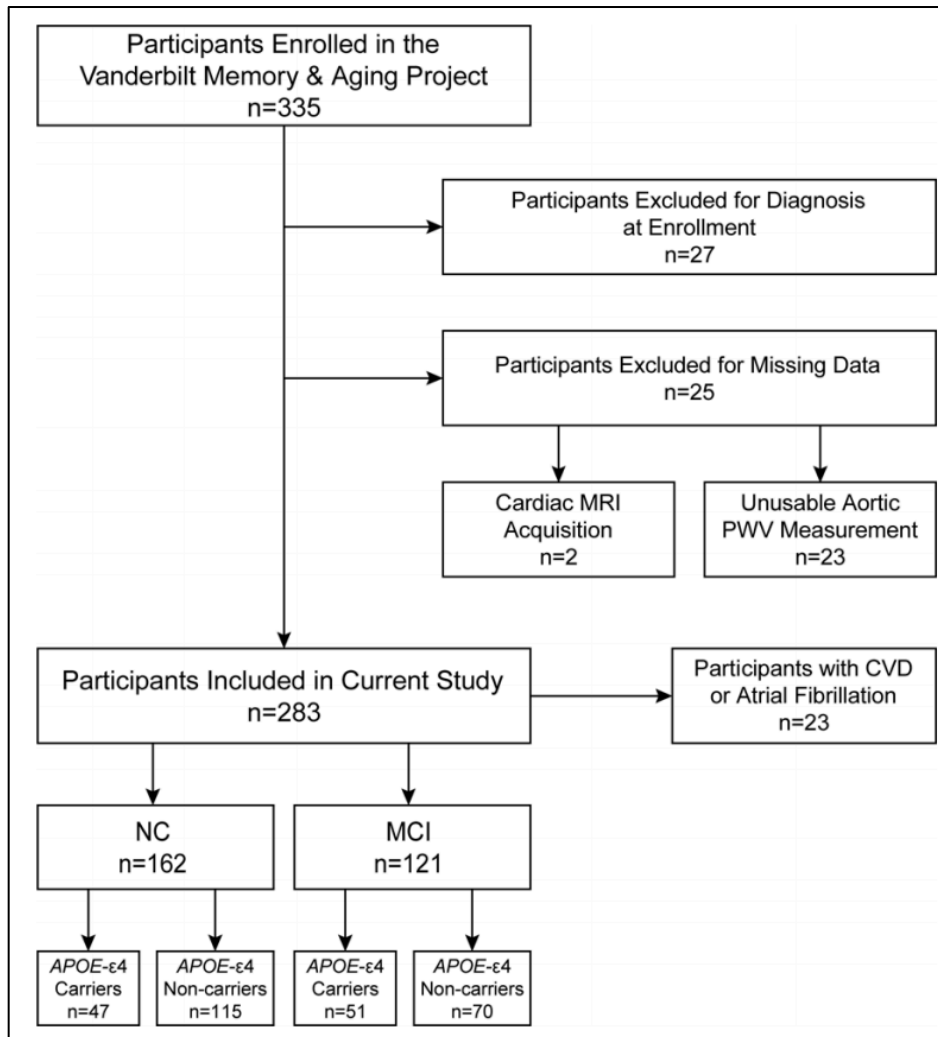 Participants Enrolled in the
Vanderbilt Memory & Aging Project
n=335
Participants Excluded for Diagnosis
at Enrollment
n=27
Participants Excluded for Missing Data
n=25
Cardiac MRI
Acquisition
n=2
Unusable Aortic
PWV Measurement
n=23
Participants Included in Current Study
n=283
Participants with CVD
or Atrial Fibrillation
n=23
NC
n=162
MCI
n=121
APOE-ε4
Carriers
n=47
APOE-ε4
Non-carriers
n=115
APOE-ε4
Carriers
n=51
APOE-ε4
Non-carriers
n=70